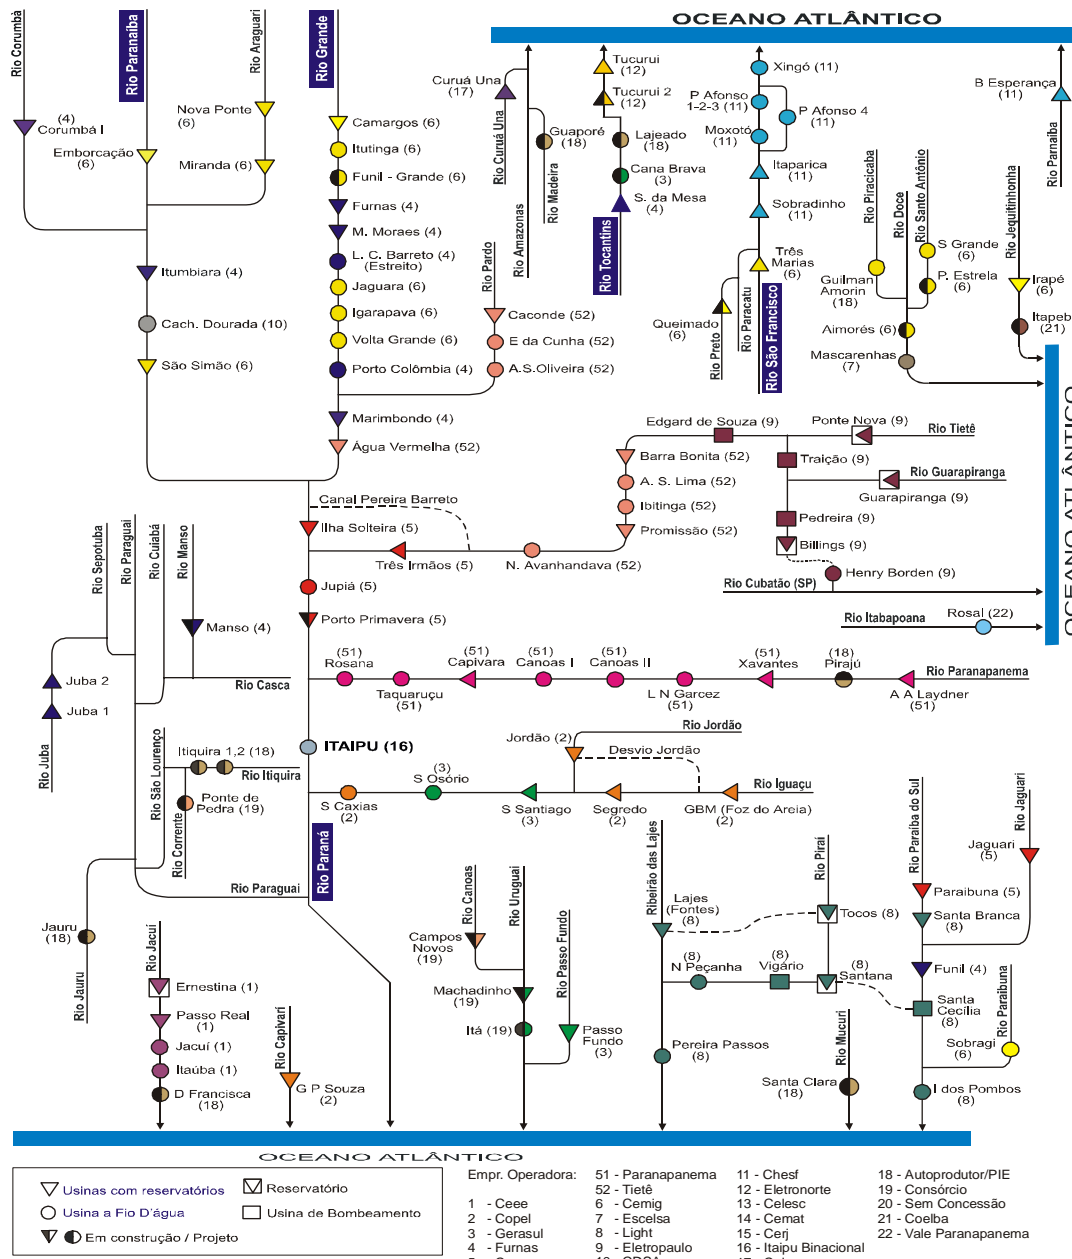 OCEANO ATLÂNTICO
Rio Corumbá
Rio Paranaiba
Rio Araguari
Rio Grande
(4)
Corumbá I
Emborcação
(6)
Nova Ponte
(6)
Miranda (6)
Itumbiara (4)
Cach. Dourada (10)
São Simão (6)
Camargos (6)
Itutinga (6)
Funil - Grande (6)
Furnas (4)
M. Moraes (4)
L. C. Barreto (4)
(Estreito)
Jaguara (6)
Igarapava (6)
Volta Grande (6)
Porto Colômbia (4)
Marimbondo (4)
Água Vermelha (52)
Rio Pardo
Caconde (52)
E da Cunha (52)
A.S.Oliveira (52)
Curuá Una
(17)
Rio Curuá Una
Rio Amazonas
Guaporé
(18)
Rio Madeira
Tucurui
(12)
Tucurui 2
(12)
Lajeado
(18)
Cana Brava
(3)
S. da Mesa
(4)
Rio Tocantins
Xingó (11)
P Afonso
1-2-3 (11)
P Afonso 4
(11)
Moxotó
(11)
Itaparica
(11)
Sobradinho
(11)
Três
Marias
(6)
Queimado
(6)
Rio Preto
Rio Paracatu
Rio São Francisco
B Esperança
(11)
Rio Parnaiba
Rio Piracicaba
Rio Doce
Rio Santo Antônio
Rio Jequitinhonha
Guilman
Amorin
(18)
S Grande
(6)
P. Estrela
(6)
Aimorés (6)
Mascarenhas
(7)
Irapé
(6)
Itapeb
(21)
OCEANO ATLÂNTICO
Canal Pereira Barreto
Ilha Solteira (5)
Três Irmãos (5)
N. Avanhandava (52)
Jupiá (5)
Porto Primavera (5)
Edgard de Souza (9)
Ponte Nova (9)
Rio Tietê
Barra Bonita (52)
A. S. Lima (52)
Ibitinga (52)
Promissão (52)
Traição (9)
Rio Guarapiranga
Guarapiranga (9)
Pedreira (9)
Billings (9)
Henry Borden (9)
Rio Cubatão (SP)
Rio Itabapoana
Rosal (22)
Rio Sepotuba
Rio Paraguai
Rio Cuiabá
Rio Manso
Manso (4)
Rio Casca
Juba 2
Juba 1
Rio Juba
(51)
Rosana
Taquaruçu
(51)
(51)
Capivara
(51)
Canoas I
(51)
Canoas II
L N Garcez
(51)
(51)
Xavantes
(18)
Pirajú
A A Laydner
(51)
Rio Paranapanema
ITAIPU (16)
Rio São Lourenço
Itiquira 1,2 (18)
Rio Itiquira
Ponte de
Pedra (19)
Rio Corrente
Rio Jordão
Jordão (2)
Desvio Jordão
Rio Iguaçu
S Caxias
(2)
(3)
S Osório
S Santiago
(3)
Segredo
(2)
GBM (Foz do Areia)
(2)
Rio Paraná
Rio Paraguai
Jauru
(18)
Rio Jauru
Rio Jacuí
Ernestina (1)
Passo Real
(1)
Jacuí (1)
Itaúba (1)
D Francisca
(18)
Rio Capivari
G P Souza
(2)
Rio Canoas
Rio Uruguai
Rio Passo Fundo
Campos
Novos
(19)
Machadinho
(19)
Itá (19)
Passo
Fundo
(3)
Ribeirão das Lajes
Lajes
(Fontes)
(8)
Rio Pirai
Tocos (8)
(8)
N Peçanha
(8)
Vigário
(8)
Santana
Pereira Passos
(8)
Rio Mucuri
Santa Clara
(18)
Rio Paraiba do Sul
Rio Jaguari
Jaguari
(5)
Paraibuna (5)
Santa Branca
(8)
Funil (4)
Santa
Cecília
(8)
Rio Paraibuna
Sobragi
(6)
I dos Pombos
(8)
OCEANO ATLÂNTICO
Usinas com reservatórios
Reservatório
Usina a Fio D'água
Usina de Bombeamento
Em construção / Projeto
Empr. Operadora:
1 - Ceee
2 - Copel
3 - Gerasul
4 - Furnas
51 - Paranapanema
52 - Tietê
6 - Cemig
7 - Escelsa
8 - Light
9 - Eletropaulo
11 - Chesf
12 - Eletronorte
13 - Celesc
14 - Cemat
15 - Cerj
16 - Itaipu Binacional
18 - Autoprodutor/PIE
19 - Consórcio
20 - Sem Concessão
21 - Coelba
22 - Vale Paranapanema